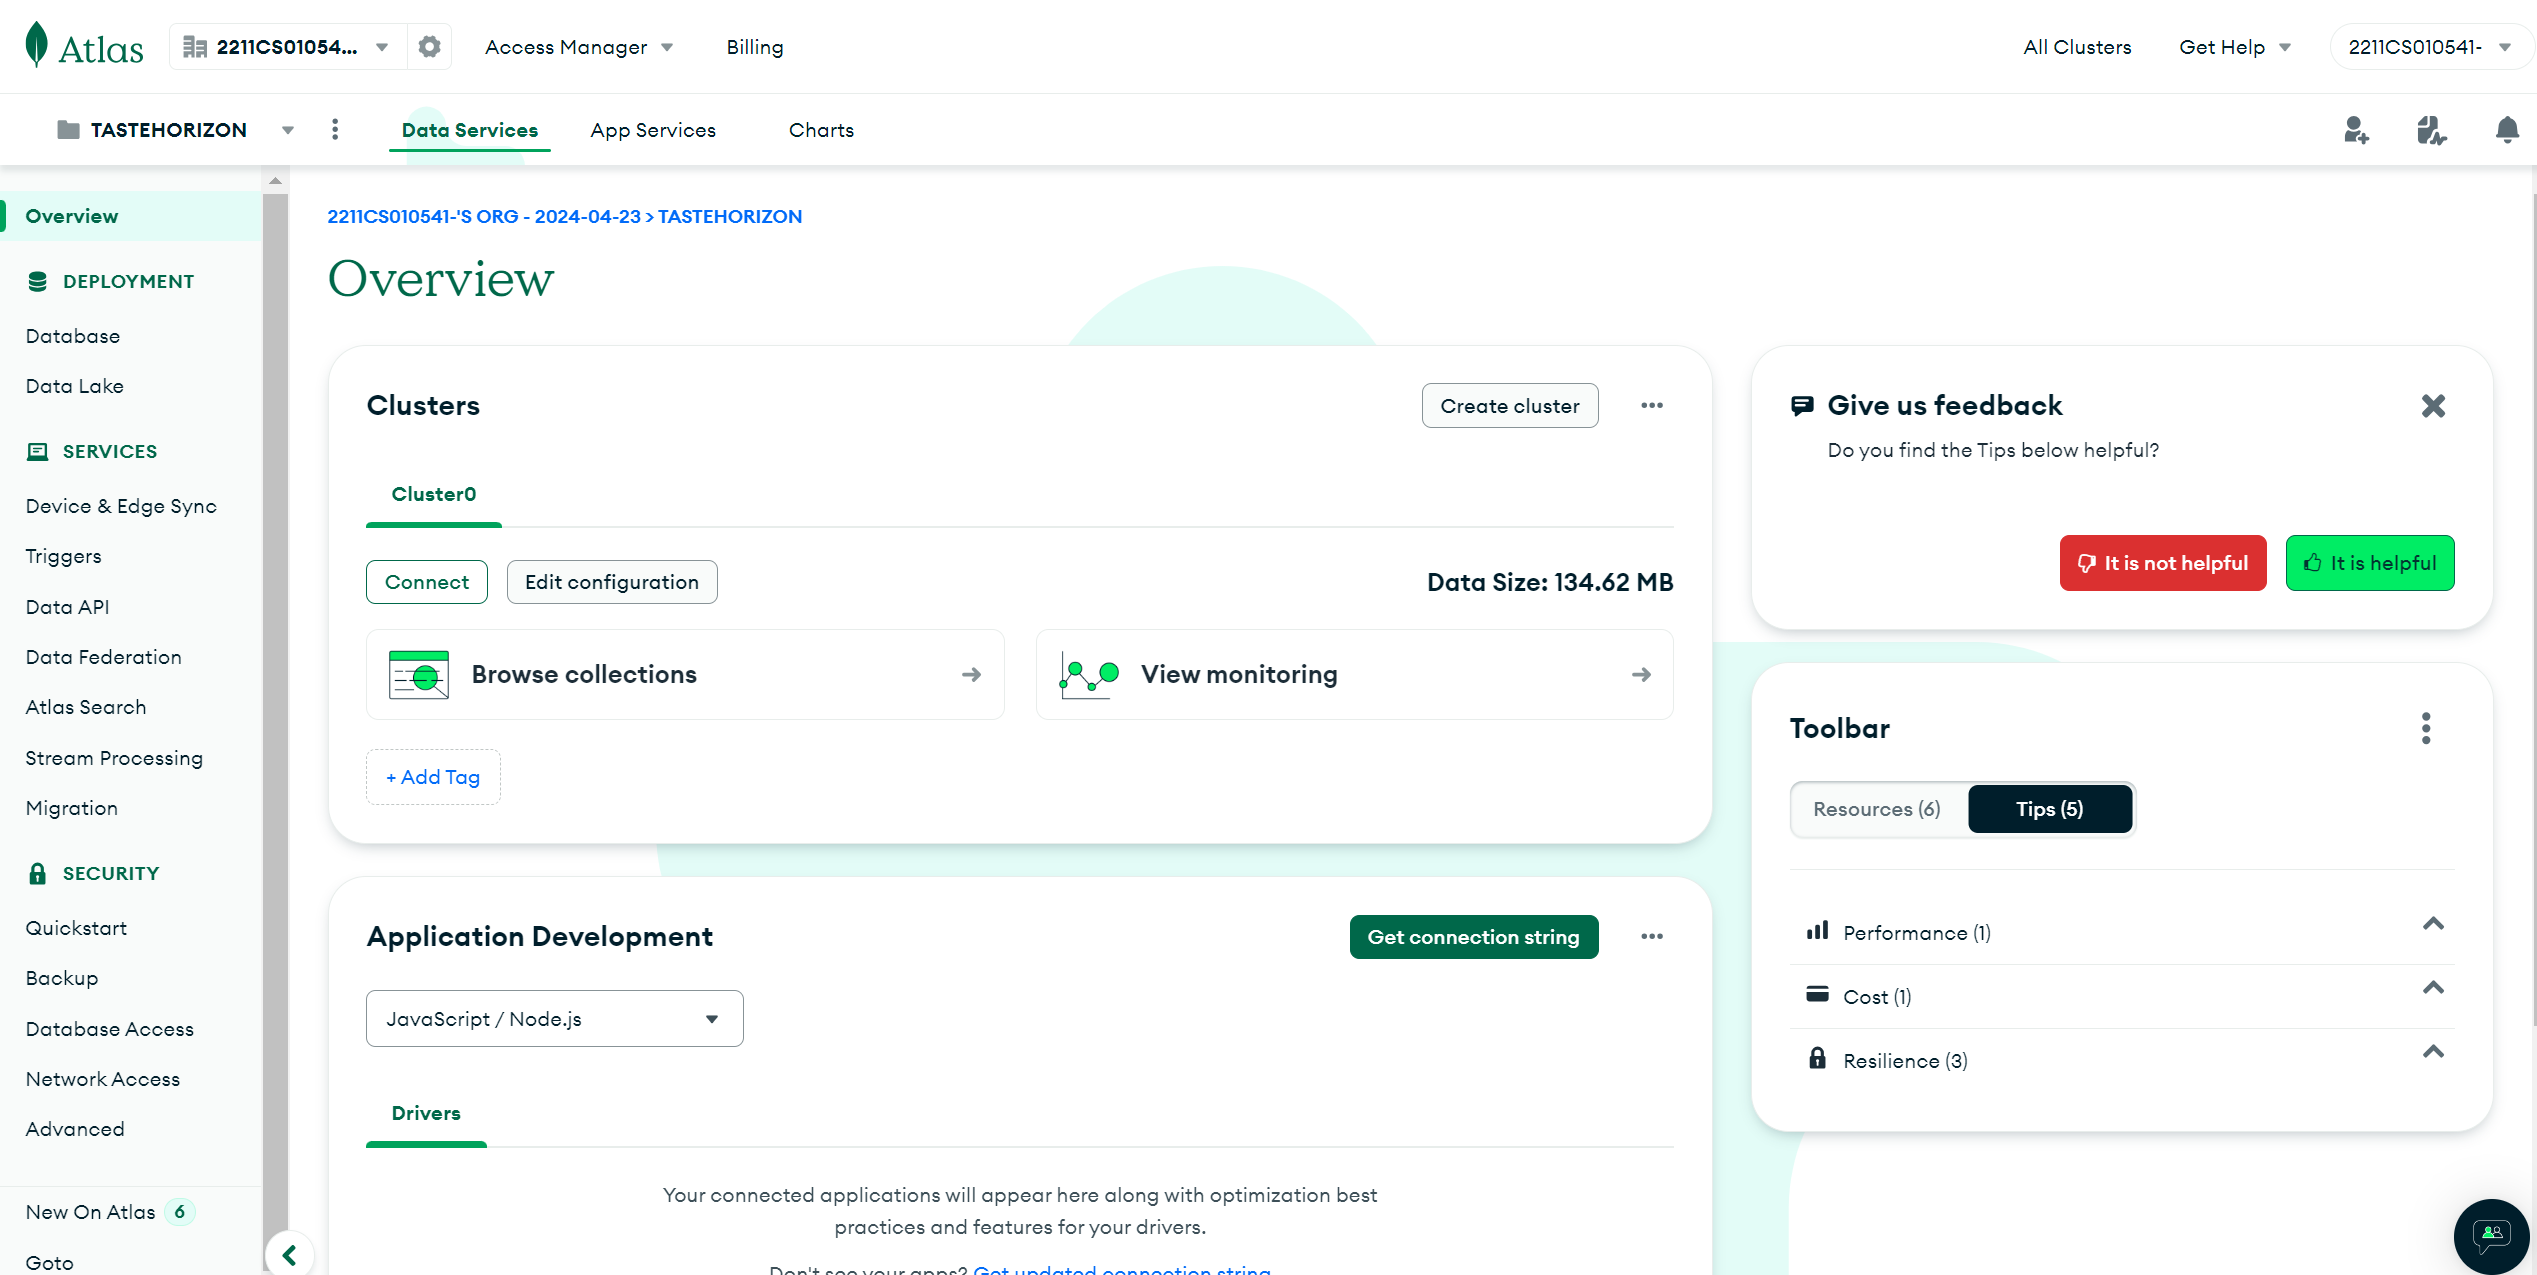 Atlas
2211CS01054...
Access Manager
Billing
All Clusters
Get Help
2211CS010541-
TASTEHORIZON
Data Services
App Services
Charts
Overview
DEPLOYMENT
Database
Data Lake
SERVICES
Device & Edge Sync
Triggers
Data API
Data Federation
Atlas Search
Stream Processing
Migration
SECURITY
Quickstart
Backup
Database Access
Network Access
Advanced
New On Atlas 6
Goto
2211CS010541-'S ORG - 2024-04-23 > TASTEHORIZON
Overview
Clusters
Create cluster
Cluster0
Connect
Edit configuration
Data Size: 134.62 MB
Browse collections
View monitoring
+ Add Tag
Application Development
Get connection string
JavaScript / Node.js
Drivers
Your connected applications will appear here along with optimization best
practices and features for your drivers.
Don't see your apps? Get updated connection string
Give us feedback
Do you find the Tips below helpful?
It is not helpful
It is helpful
Toolbar
Resources (6)
Tips (5)
Performance (1)
Cost (1)
Resilience (3)